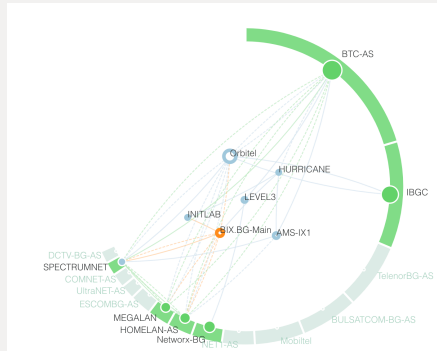 BTC-AS
Orbitel
HURRICANE
IBGC
LEVEL3
INITLAB
BIX.BG-Main
AMS-IX1
DCTV-BG-AS
SPECTRUMNET
COMNET-AS
UltraNET-AS
ESCOMBG-AS
TelenorBG-AS
MEGALAN
BULSATCOM-BG-AS
HOMELAN-AS
Networx-BG
NET1-AS
Mobiltel